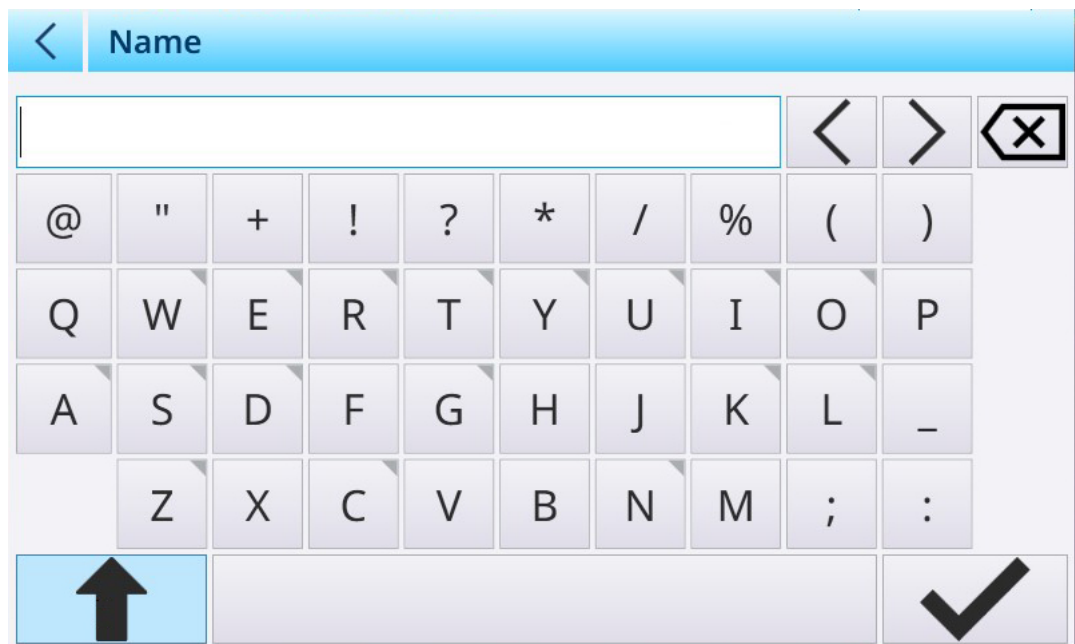 Name
@ " + ! ? * / % ( )
Q W E R T Y U I O P
A S D F G H J K L _
Z X C V B N M ; :